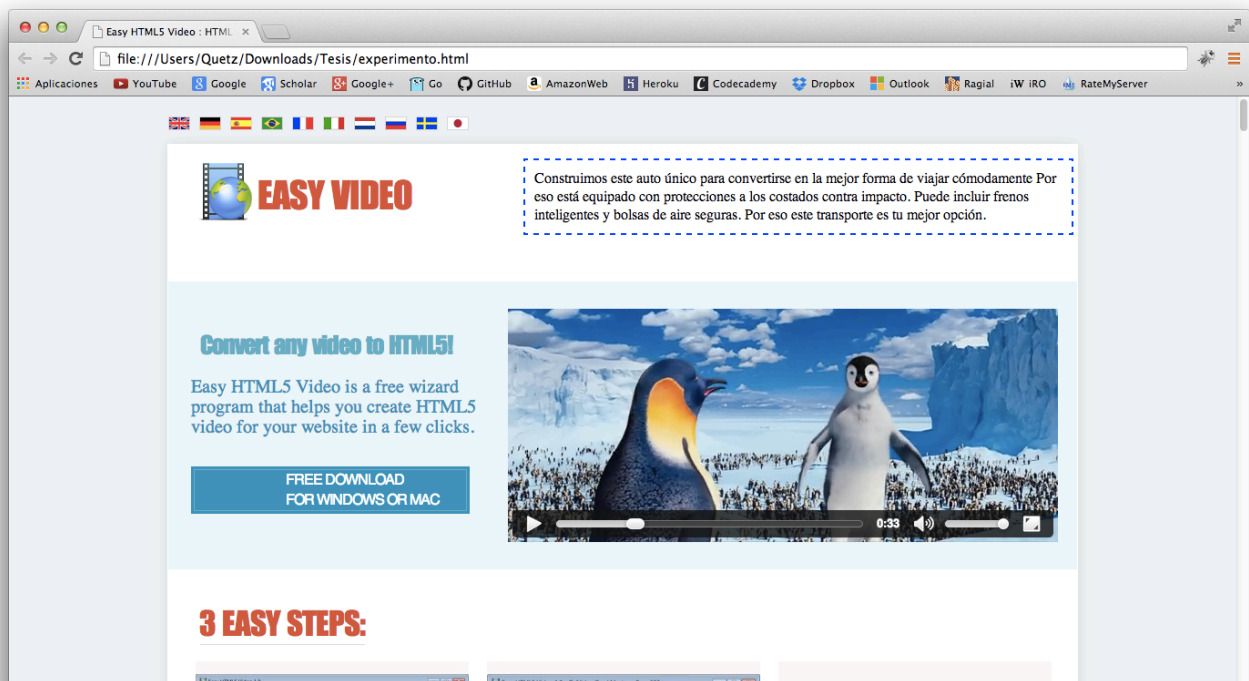 Easy HTML5 Video : HTML
file:///Users/Quetz/Downloads/Tesis/experimento.html
Aplicaciones YouTube Google Scholar Google+ Go GitHub AmazonWeb Heroku Codecademy Dropbox Outlook Ragial iW iRO RateMyServer »
EASY VIDEO
Construimos este auto único para convertirse en la mejor forma de viajar cómodamente Por
eso está equipado con protecciones a los costados contra impacto. Puede incluir frenos
inteligentes y bolsas de aire seguras. Por eso este transporte es tu mejor opción.
Convert any video to HTML5!
Easy HTML5 Video is a free wizard
program that helps you create HTML5
video for your website in a few clicks.
FREE DOWNLOAD
FOR WINDOWS OR MAC
0:33
3 EASY STEPS: